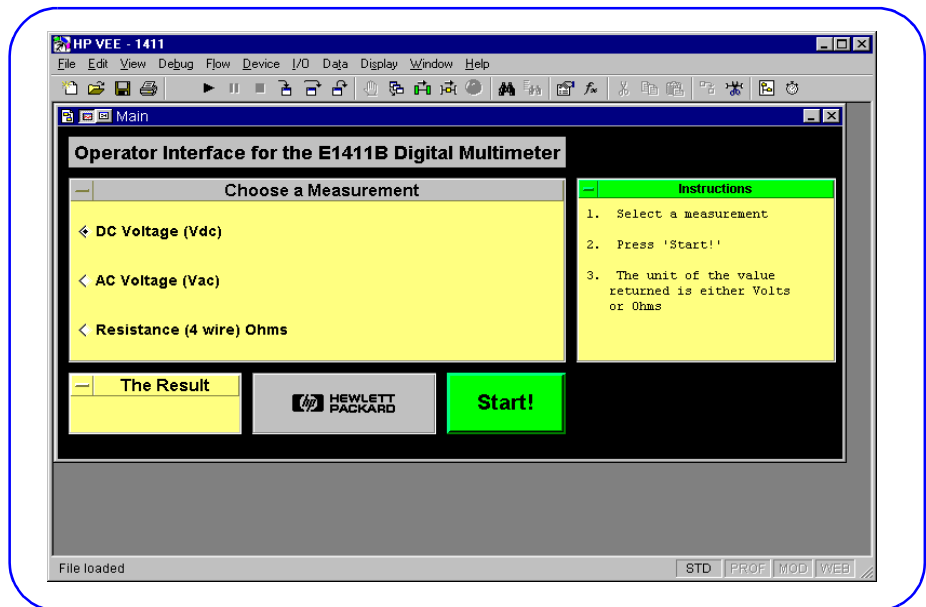 HP VEE - 1411
File Edit View Debug Flow Device I/O Data Display Window Help
Main
Operator Interface for the E1411B Digital Multimeter
Choose a Measurement
DC Voltage (Vdc)
AC Voltage (Vac)
Resistance (4 wire) Ohms
Instructions
1. Select a measurement
2. Press 'Start!'
3. The unit of the value
returned is either Volts
or Ohms
The Result
hp HEWLETT
PACKARD
Start!
File loaded
STD PROF MOD WEB